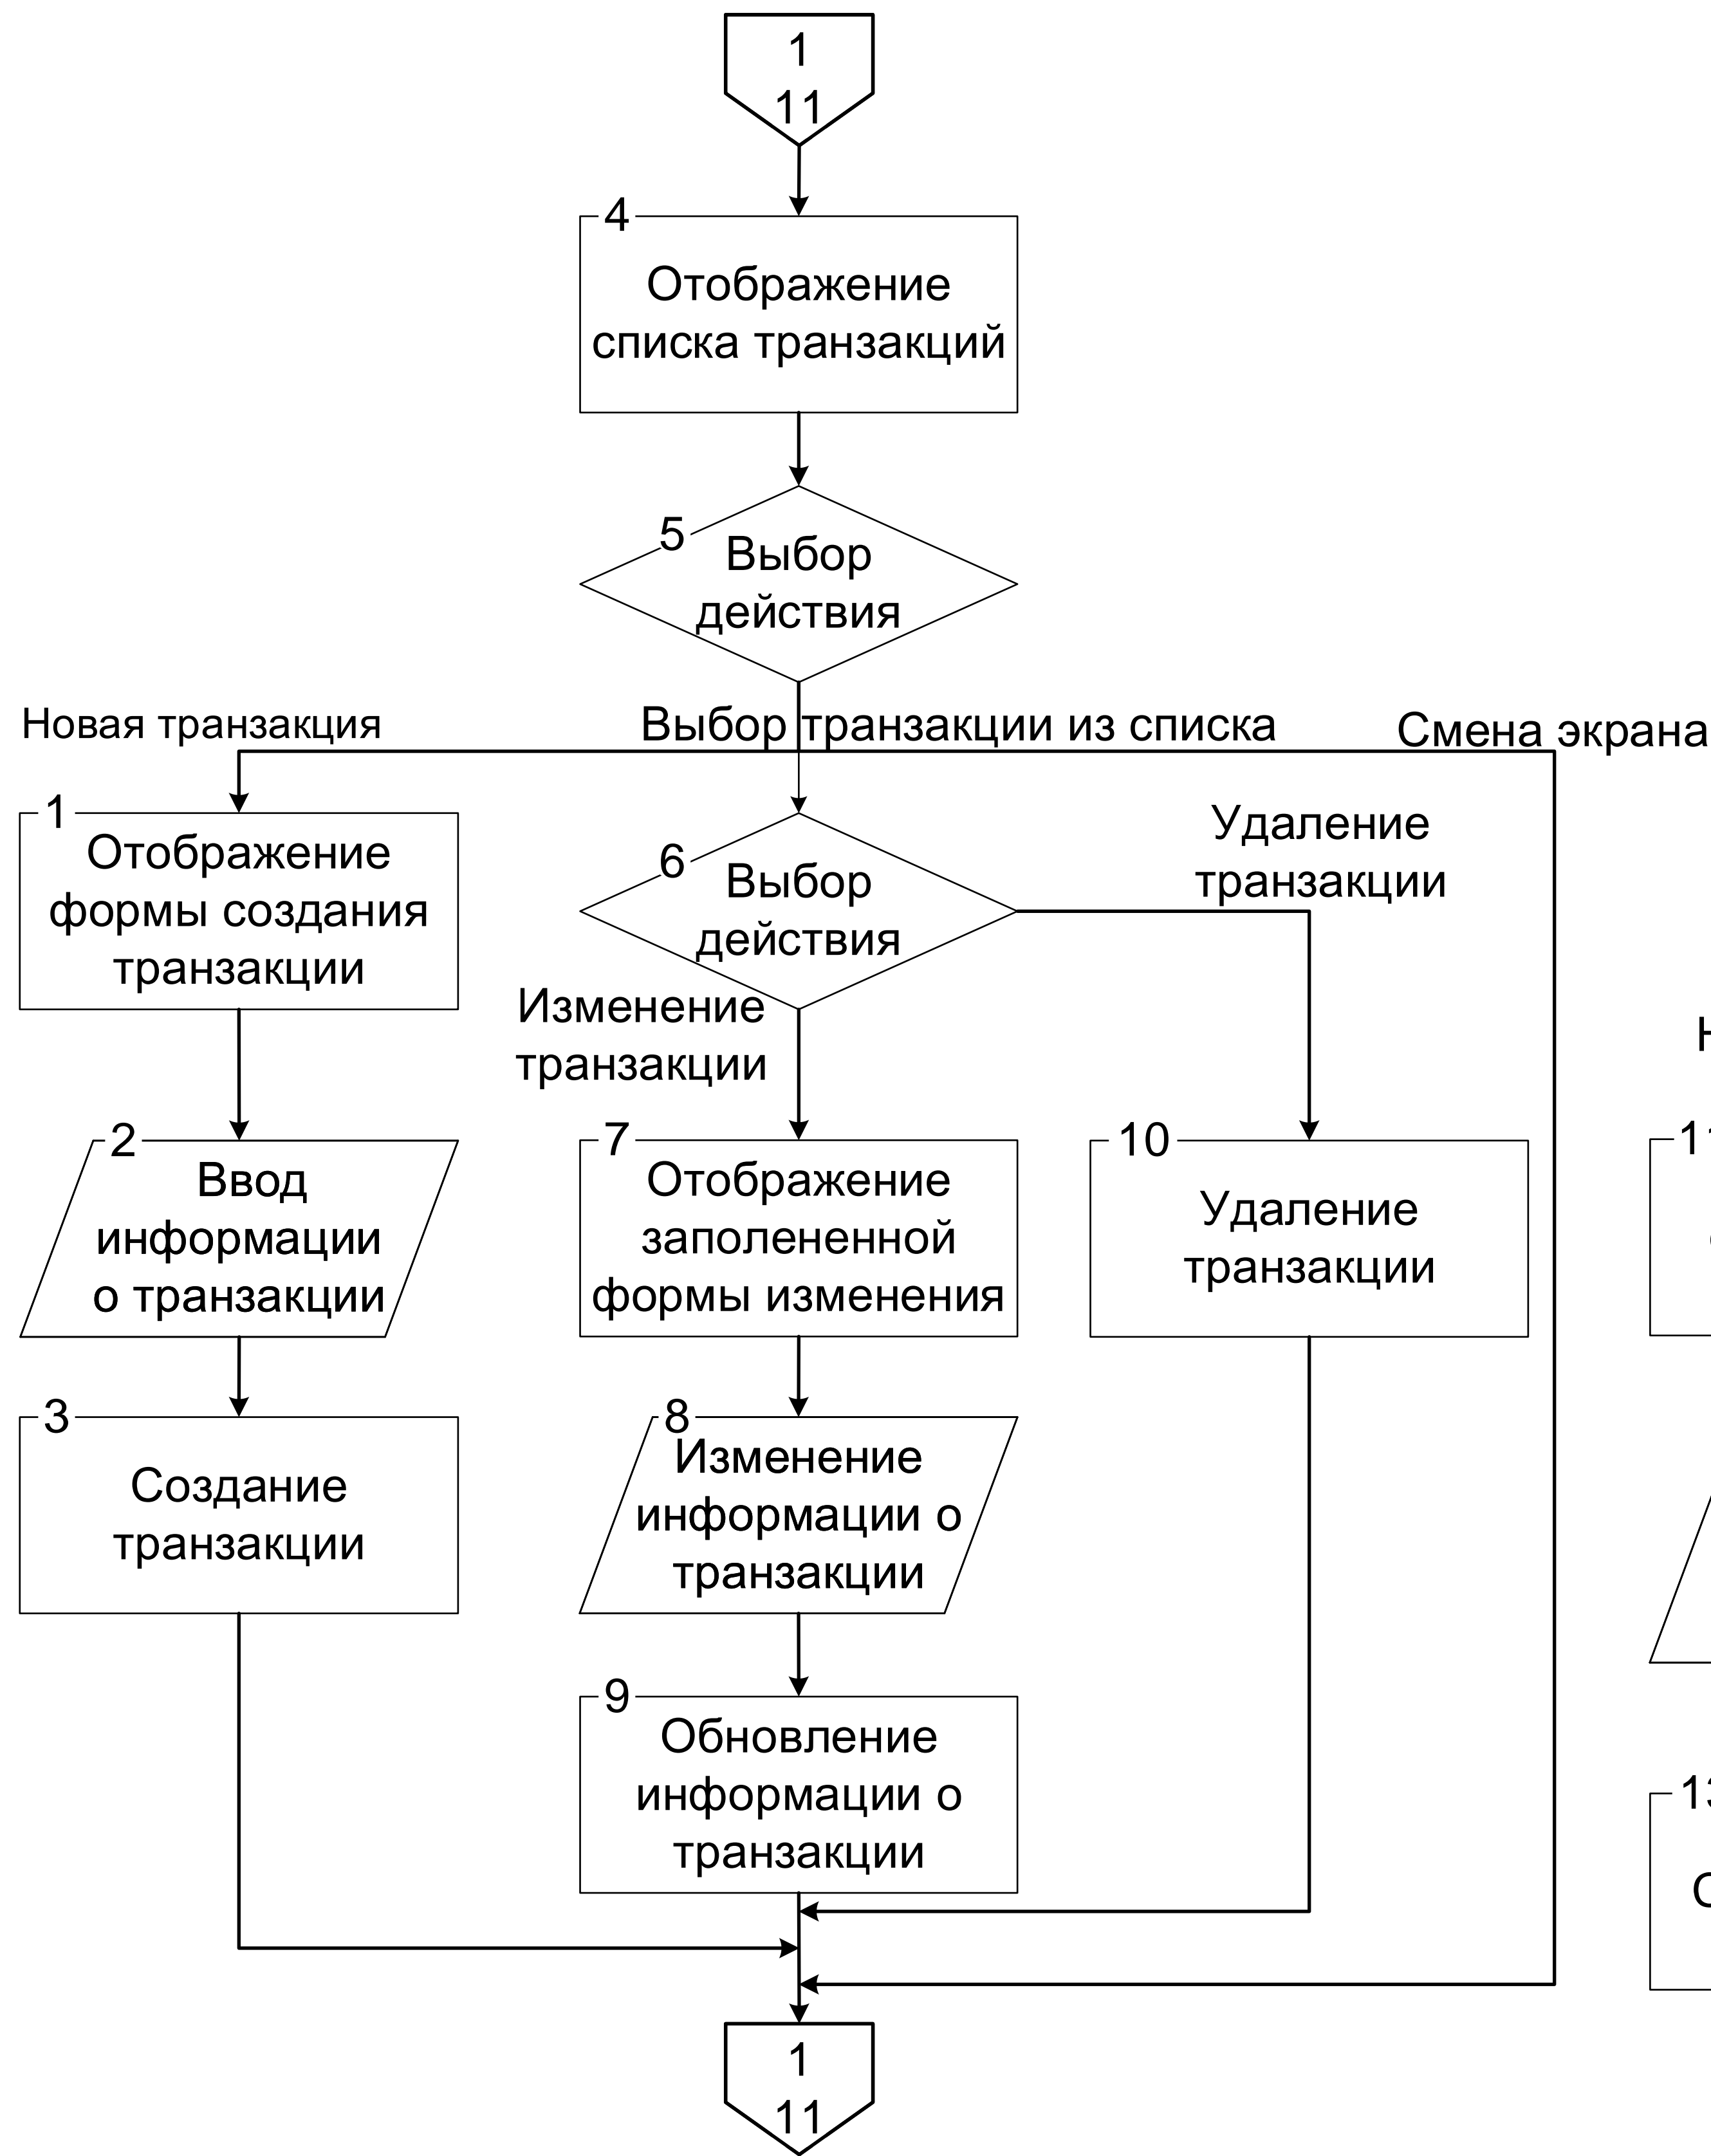 1
11
4
Отображение
списка транзакций
5
Выбор
действия
Новая транзакция
Выбор транзакции из списка
Смена экрана
1
Отображение
формы создания
транзакции
6
Выбор
действия
Удаление
транзакции
Изменение
транзакции
2
Ввод
информации
о транзакции
7
Отображение
заполененной
формы изменения
10
Удаление
транзакции
3
Создание
транзакции
8
Изменение
информации о
транзакции
9
Обновление
информации о
транзакции
1
11